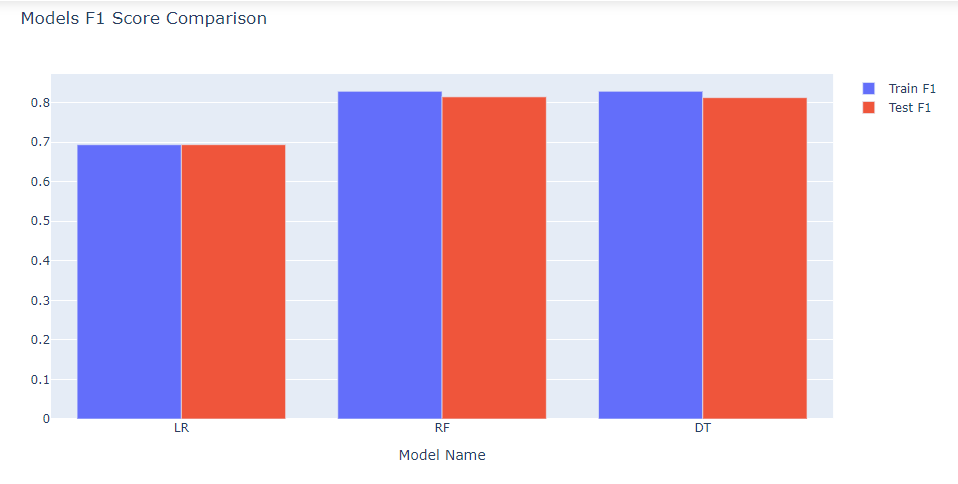 Models F1 Score Comparison
Train F1
Test F1
0.8
0.7
0.6
0.5
0.4
0.3
0.2
0.1
0
LR RF DT
Model Name